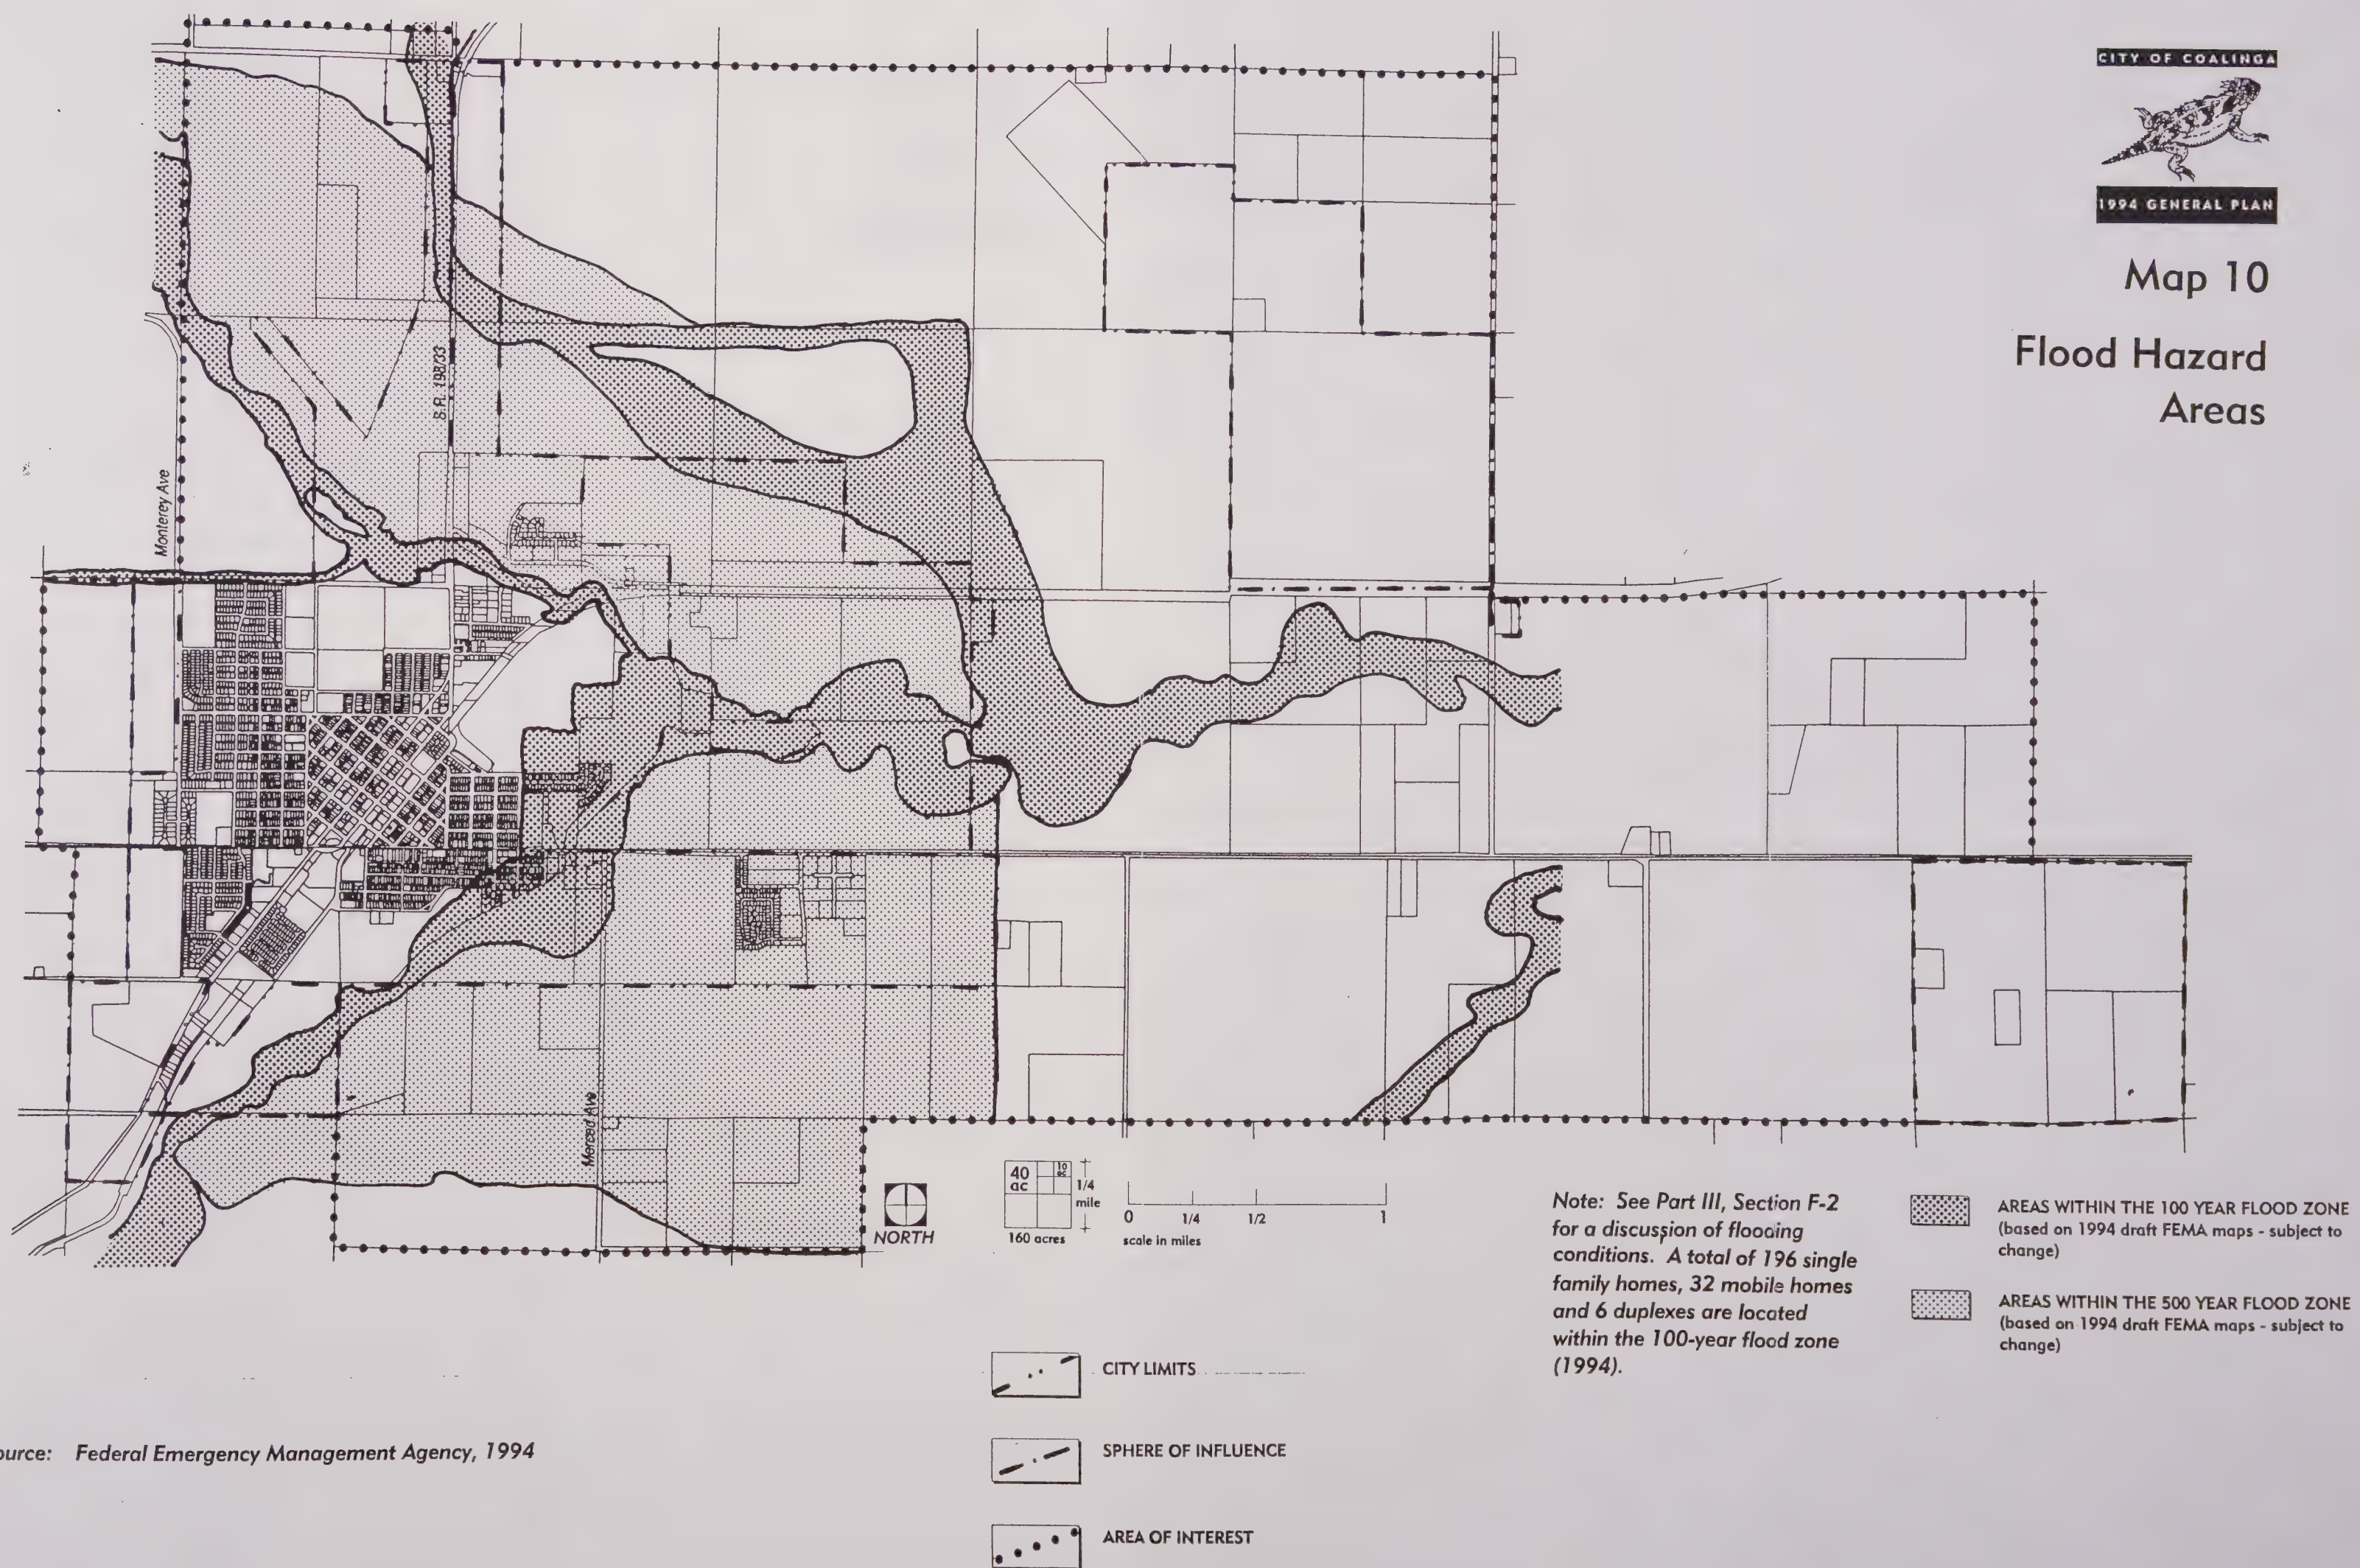 CITY OF COALINGA
1994 GENERAL PLAN
Map 10
Flood Hazard
Areas
S.R. 198/33
Monterey Ave
Merced Ave
NORTH
40
ac
10
ac
1/4
mile
160 acres
0 1/4 1/2 1
scale in miles
Note: See Part III, Section F-2
for a discussion of flooding
conditions. A total of 196 single
family homes, 32 mobile homes
and 6 duplexes are located
within the 100-year flood zone
(1994).
AREAS WITHIN THE 100 YEAR FLOOD ZONE
(based on 1994 draft FEMA maps - subject to
change)
AREAS WITHIN THE 500 YEAR FLOOD ZONE
(based on 1994 draft FEMA maps - subject to
change)
CITY LIMITS
SPHERE OF INFLUENCE
AREA OF INTEREST
ource: Federal Emergency Management Agency, 1994